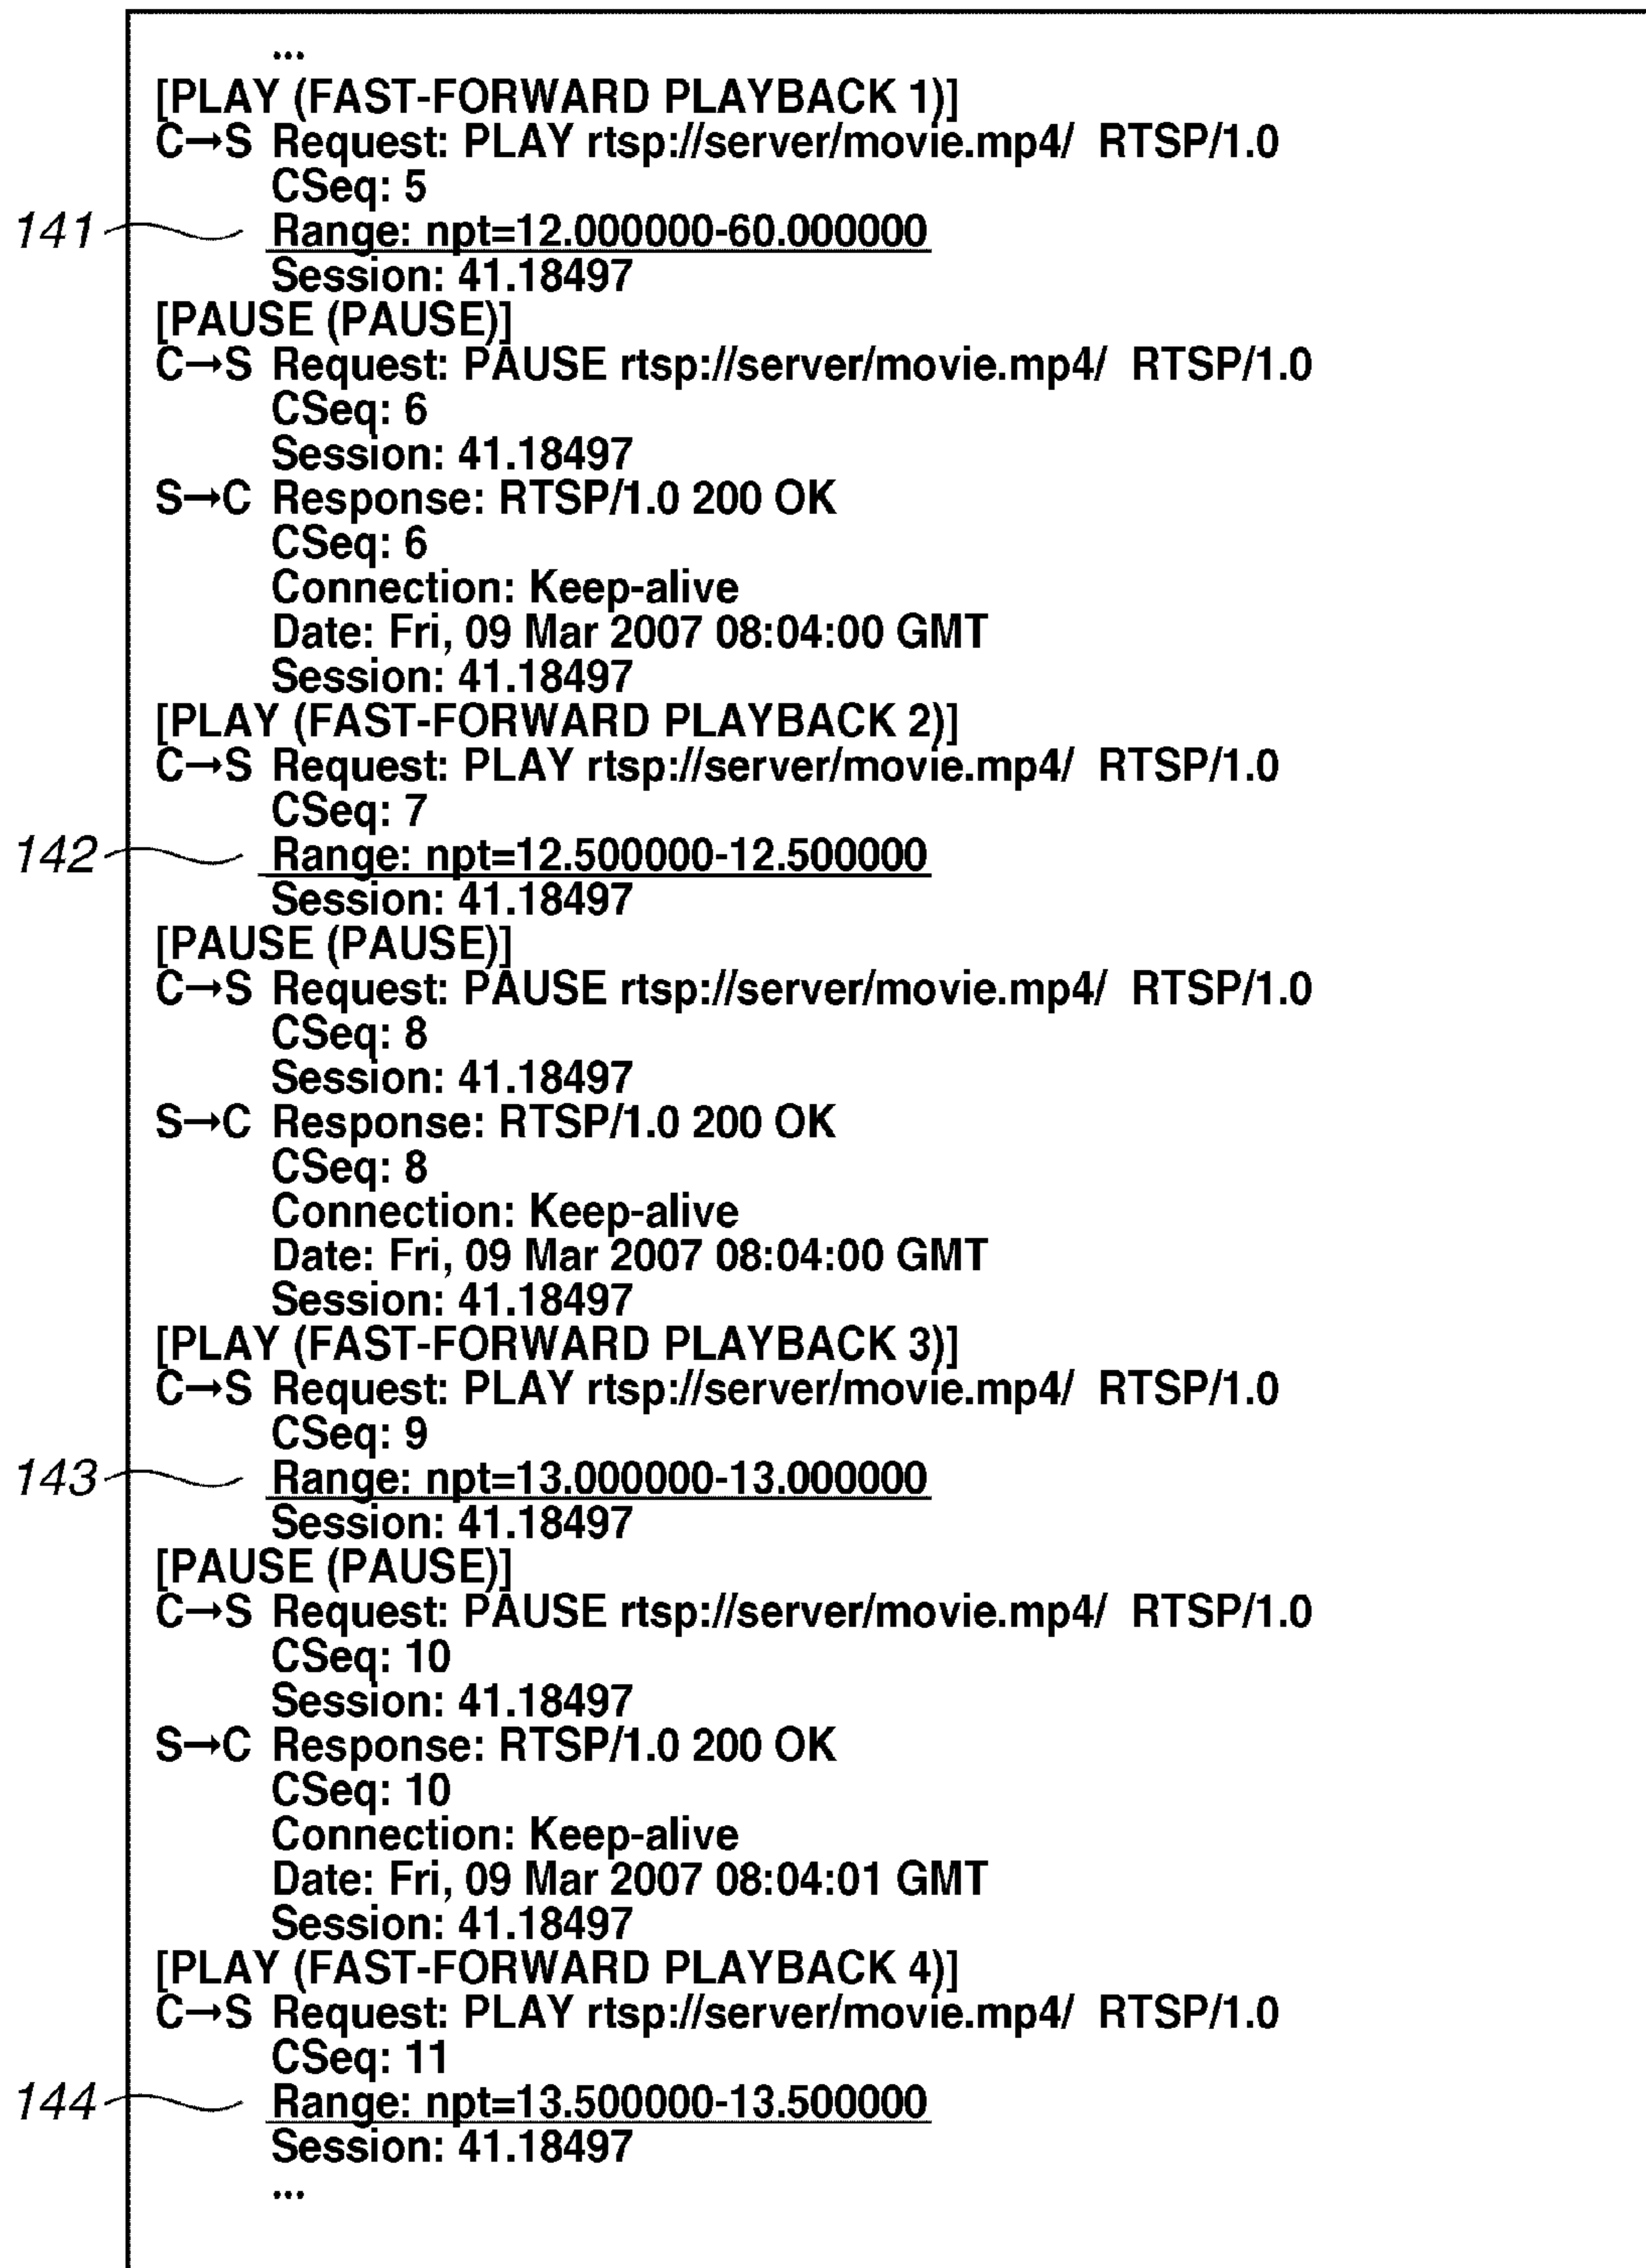 ...
[PLAY (FAST-FORWARD PLAYBACK 1)]
C→S Request: PLAY rtsp://server/movie.mp4/ RTSP/1.0
CSeq: 5
141 Range: npt=12.000000-60.000000
Session: 41.18497
[PAUSE (PAUSE)]
C→S Request: PAUSE rtsp://server/movie.mp4/ RTSP/1.0
CSeq: 6
Session: 41.18497
S→C Response: RTSP/1.0 200 OK
CSeq: 6
Connection: Keep-alive
Date: Fri, 09 Mar 2007 08:04:00 GMT
Session: 41.18497
[PLAY (FAST-FORWARD PLAYBACK 2)]
C→S Request: PLAY rtsp://server/movie.mp4/ RTSP/1.0
CSeq: 7
142 Range: npt=12.500000-12.500000
Session: 41.18497
[PAUSE (PAUSE)]
C→S Request: PAUSE rtsp://server/movie.mp4/ RTSP/1.0
CSeq: 8
Session: 41.18497
S→C Response: RTSP/1.0 200 OK
CSeq: 8
Connection: Keep-alive
Date: Fri, 09 Mar 2007 08:04:00 GMT
Session: 41.18497
[PLAY (FAST-FORWARD PLAYBACK 3)]
C→S Request: PLAY rtsp://server/movie.mp4/ RTSP/1.0
CSeq: 9
143 Range: npt=13.000000-13.000000
Session: 41.18497
[PAUSE (PAUSE)]
C→S Request: PAUSE rtsp://server/movie.mp4/ RTSP/1.0
CSeq: 10
Session: 41.18497
S→C Response: RTSP/1.0 200 OK
CSeq: 10
Connection: Keep-alive
Date: Fri, 09 Mar 2007 08:04:01 GMT
Session: 41.18497
[PLAY (FAST-FORWARD PLAYBACK 4)]
C→S Request: PLAY rtsp://server/movie.mp4/ RTSP/1.0
CSeq: 11
144 Range: npt=13.500000-13.500000
Session: 41.18497
...